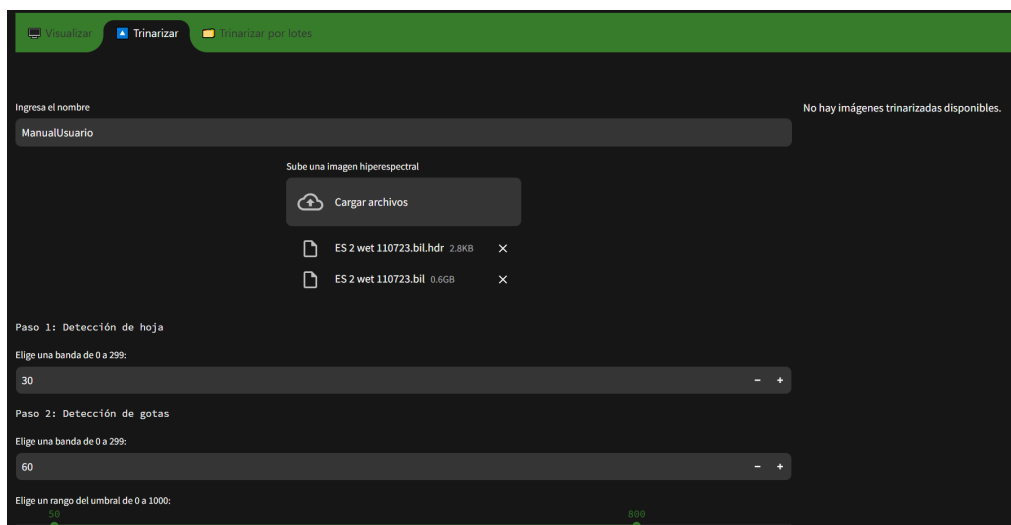 Visualizar Trinarizar Trinarizar por lotes
Ingresa el nombre
ManualUsuario
Sube una imagen hiperespectral
Cargar archivos
ES 2 wet 110723.bil.hdr 2.8KB
ES 2 wet 110723.bil 0.6GB
Paso 1: Detección de hoja
Elige una banda de 0 a 299:
30 - +
Paso 2: Detección de gotas
Elige una banda de 0 a 299:
60 - +
Elige un rango del umbral de 0 a 1000:
50 800
No hay imágenes trinarizadas disponibles.